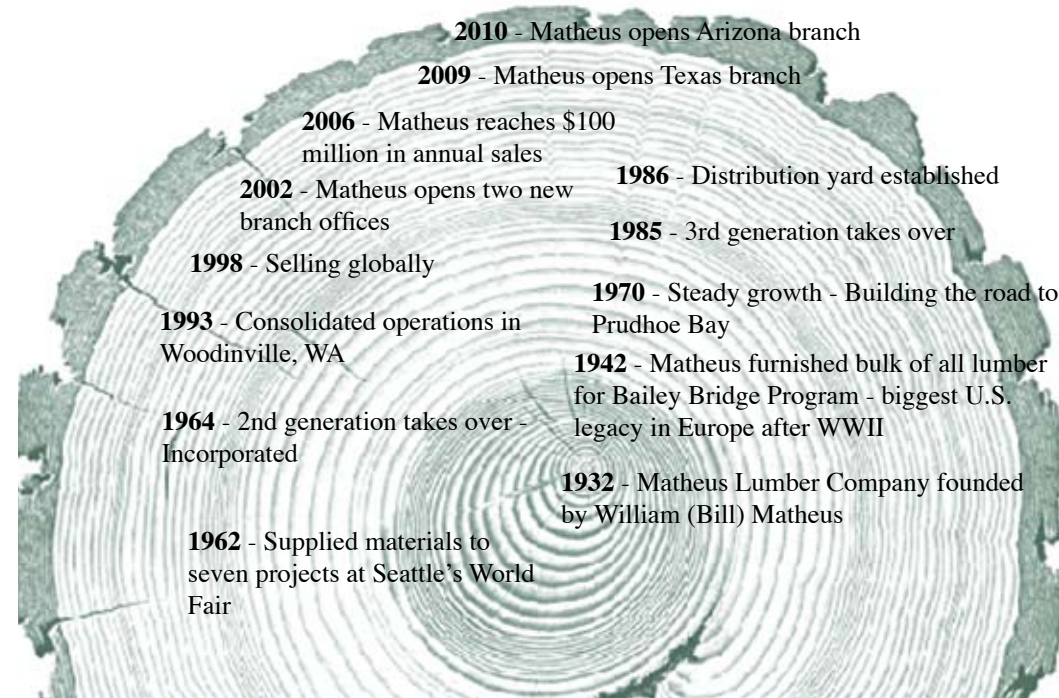 2010 - Matheus opens Arizona branch
2009 - Matheus opens Texas branch
2006 - Matheus reaches $100
million in annual sales
2002 - Matheus opens two new
branch offices
1998 - Selling globally
1993 - Consolidated operations in
Woodinville, WA
1964 - 2nd generation takes over -
Incorporated
1962 - Supplied materials to
seven projects at Seattle's World
Fair
1986 - Distribution yard established
1985 - 3rd generation takes over
1970 - Steady growth - Building the road to
Prudhoe Bay
1942 - Matheus furnished bulk of all lumber
for Bailey Bridge Program - biggest U.S.
legacy in Europe after WWII
1932 - Matheus Lumber Company founded
by William (Bill) Matheus